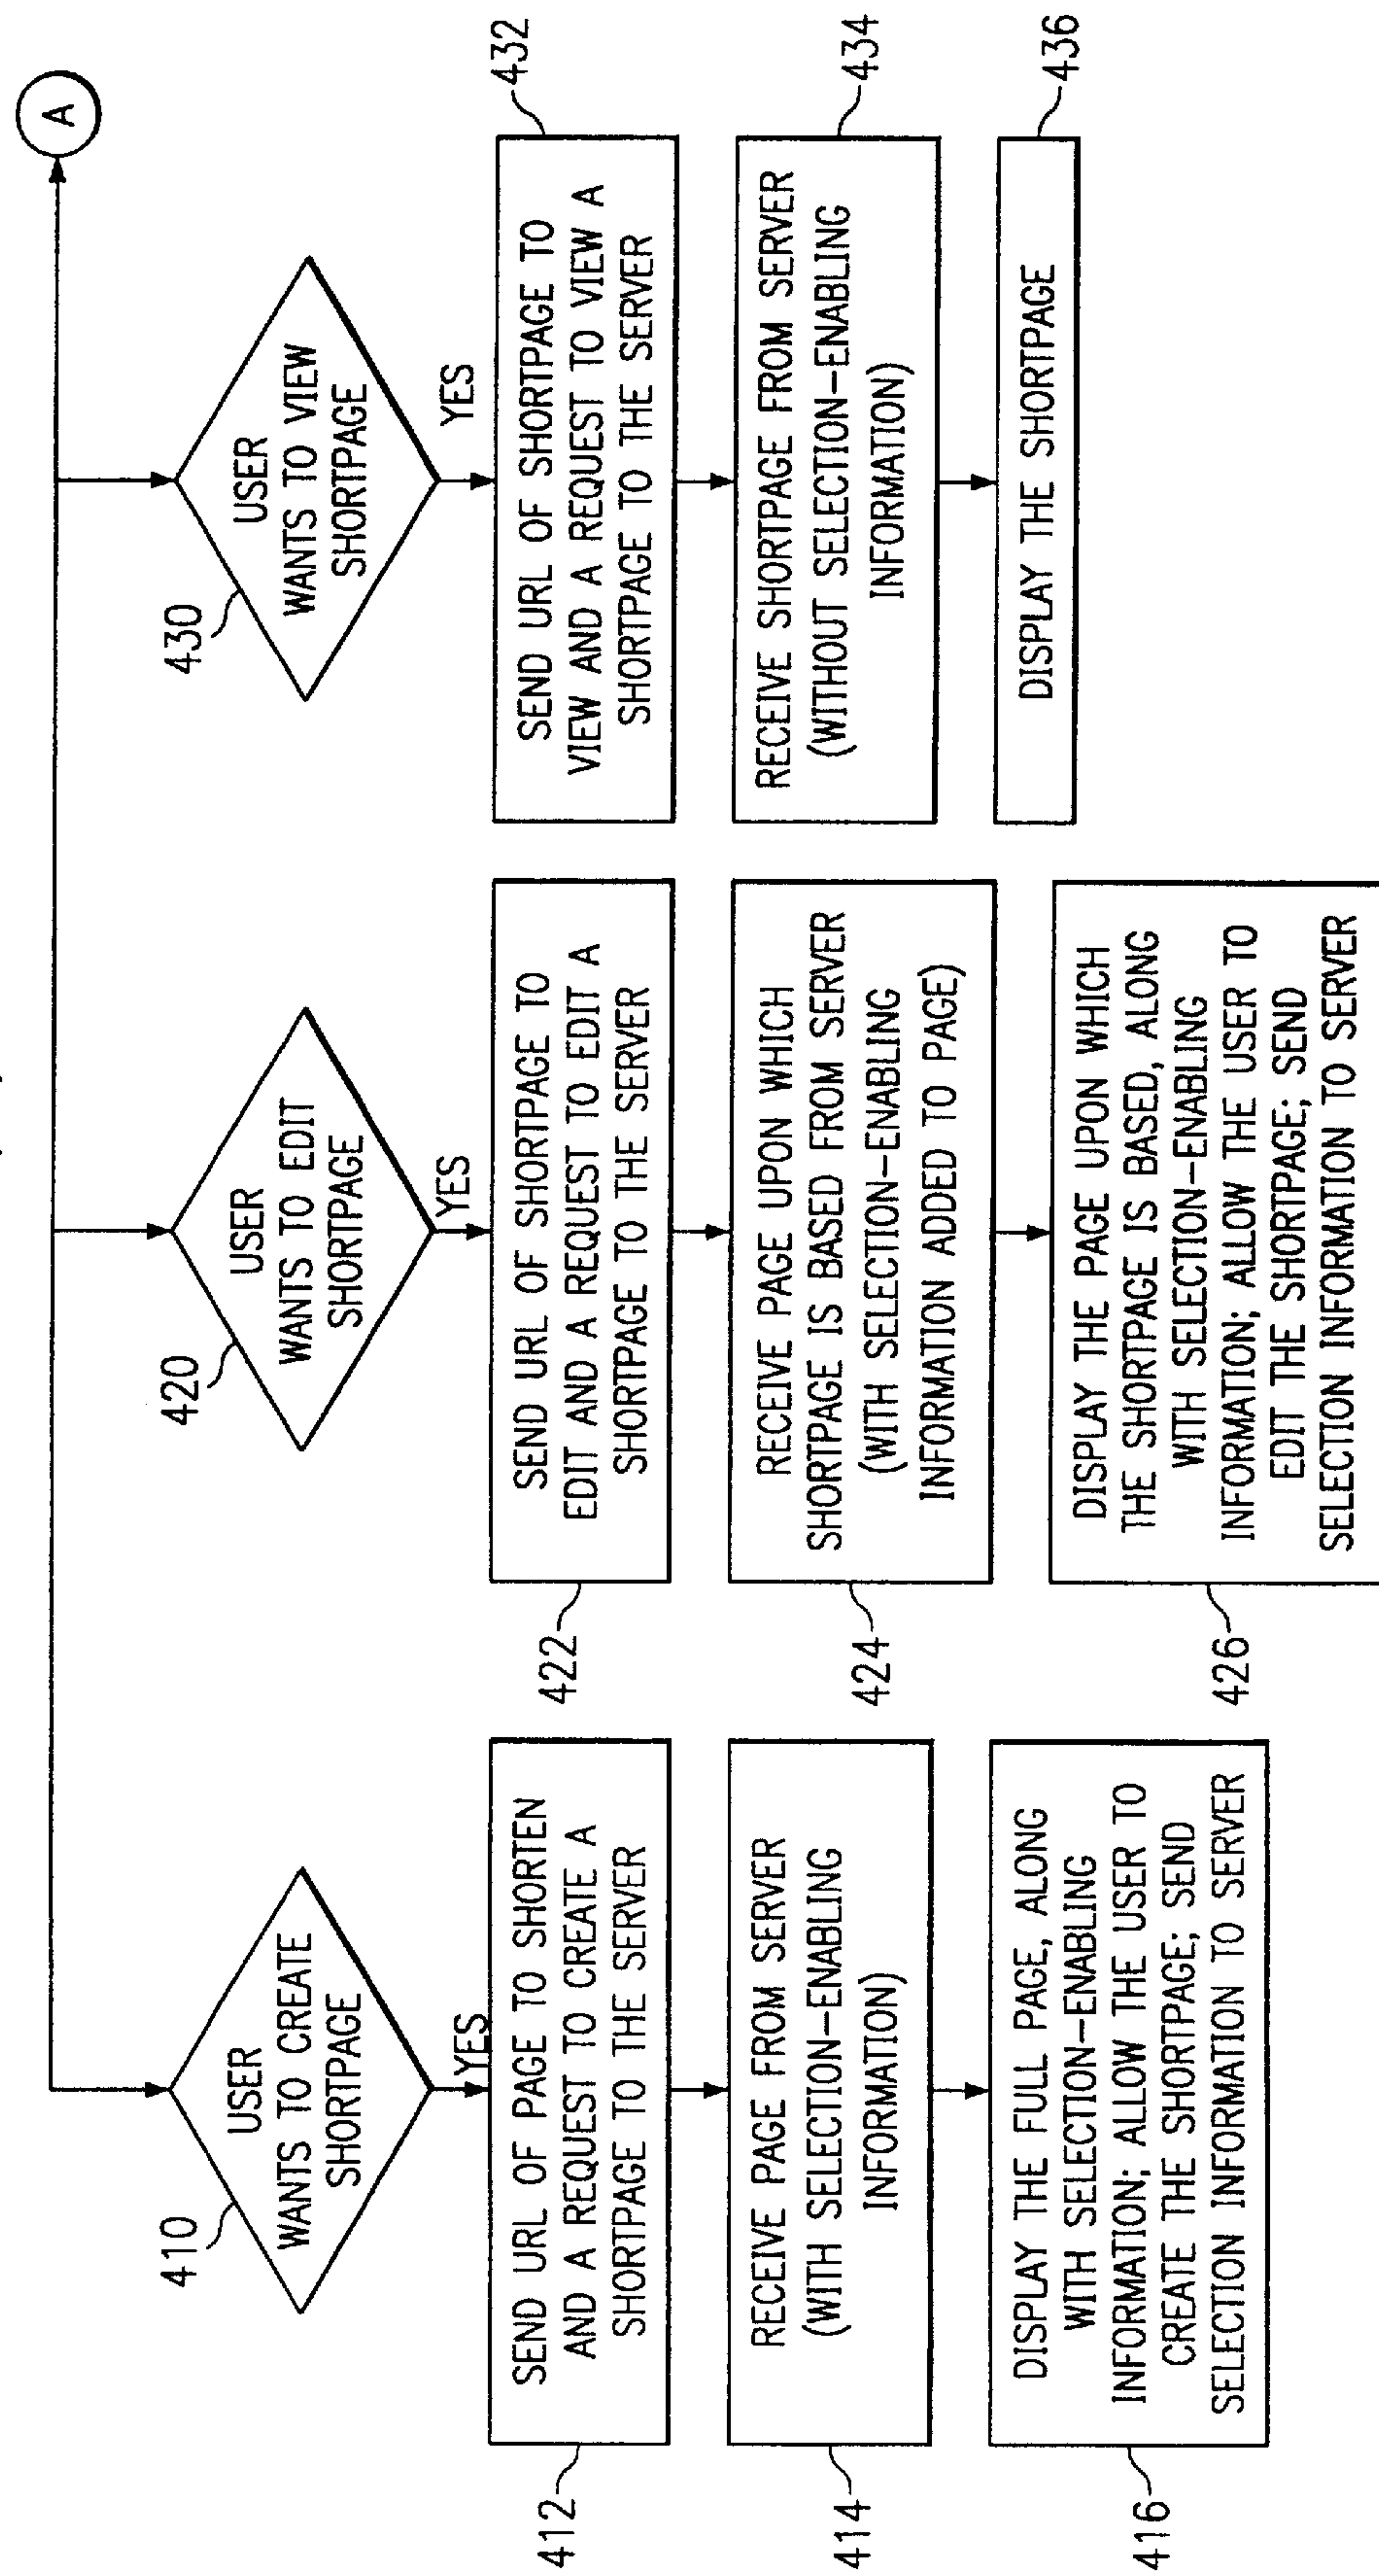 A
410
USER
WANTS TO CREATE
SHORTPAGE
YES
412
SEND URL OF PAGE TO SHORTEN
AND A REQUEST TO CREATE A
SHORTPAGE TO THE SERVER
414
RECEIVE PAGE FROM SERVER
(WITH SELECTION-ENABLING
INFORMATION)
416
DISPLAY THE FULL PAGE, ALONG
WITH SELECTION-ENABLING
INFORMATION; ALLOW THE USER TO
CREATE THE SHORTPAGE; SEND
SELECTION INFORMATION TO SERVER
420
USER
WANTS TO EDIT
SHORTPAGE
YES
422
SEND URL OF SHORTPAGE TO
EDIT AND A REQUEST TO EDIT A
SHORTPAGE TO THE SERVER
424
RECEIVE PAGE UPON WHICH
SHORTPAGE IS BASED FROM SERVER
(WITH SELECTION-ENABLING
INFORMATION ADDED TO PAGE)
426
DISPLAY THE PAGE UPON WHICH
THE SHORTPAGE IS BASED, ALONG
WITH SELECTION-ENABLING
INFORMATION; ALLOW THE USER TO
EDIT THE SHORTPAGE; SEND
SELECTION INFORMATION TO SERVER
430
USER
WANTS TO VIEW
SHORTPAGE
YES
432
SEND URL OF SHORTPAGE TO
VIEW AND A REQUEST TO VIEW A
SHORTPAGE TO THE SERVER
434
RECEIVE SHORTPAGE FROM SERVER
(WITHOUT SELECTION-ENABLING
INFORMATION)
436
DISPLAY THE SHORTPAGE